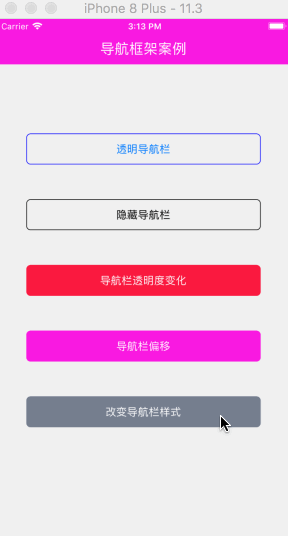 iPhone 8 Plus - 11.3
Carrier 3:13 PM
导航框架案例
透明导航栏
隐藏导航栏
导航栏透明度变化
导航栏偏移
改变导航栏样式